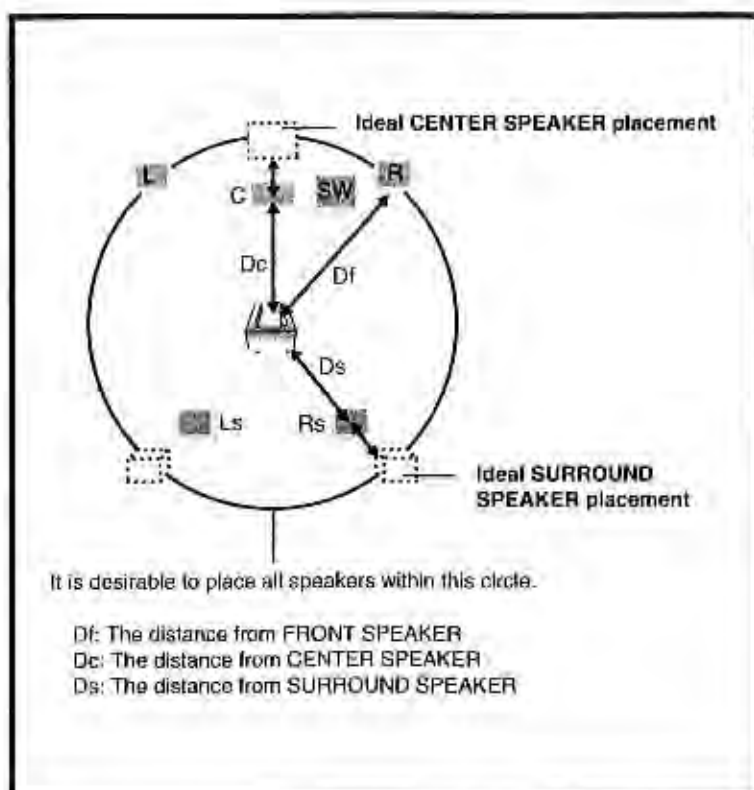 Ideal CENTER SPEAKER placement
L
R
C
SW
Dc
Df
Ds
Ls
Rs
Ideal SURROUND
SPEAKER placement
It is desirable to place all speakers within this circle.
Df: The distance from FRONT SPEAKER
Dc: The distance from CENTER SPEAKER
Ds: The distance from SURROUND SPEAKER